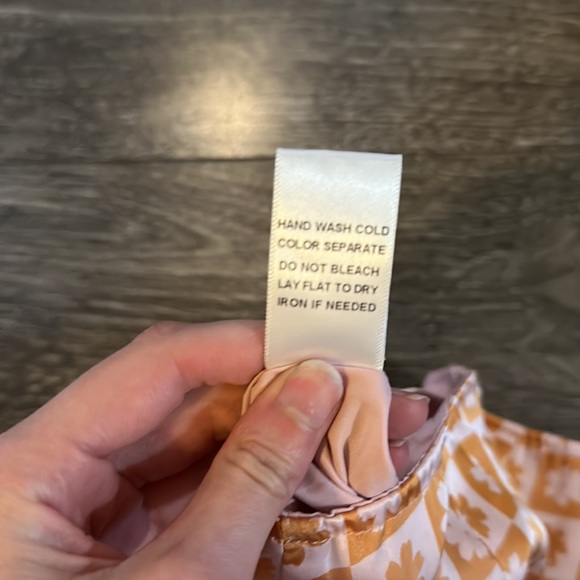 HAND WASH COLD
COLOR SEPARATE
DO NOT BLEACH
LAY FLAT TO DRY
IRON IF NEEDED